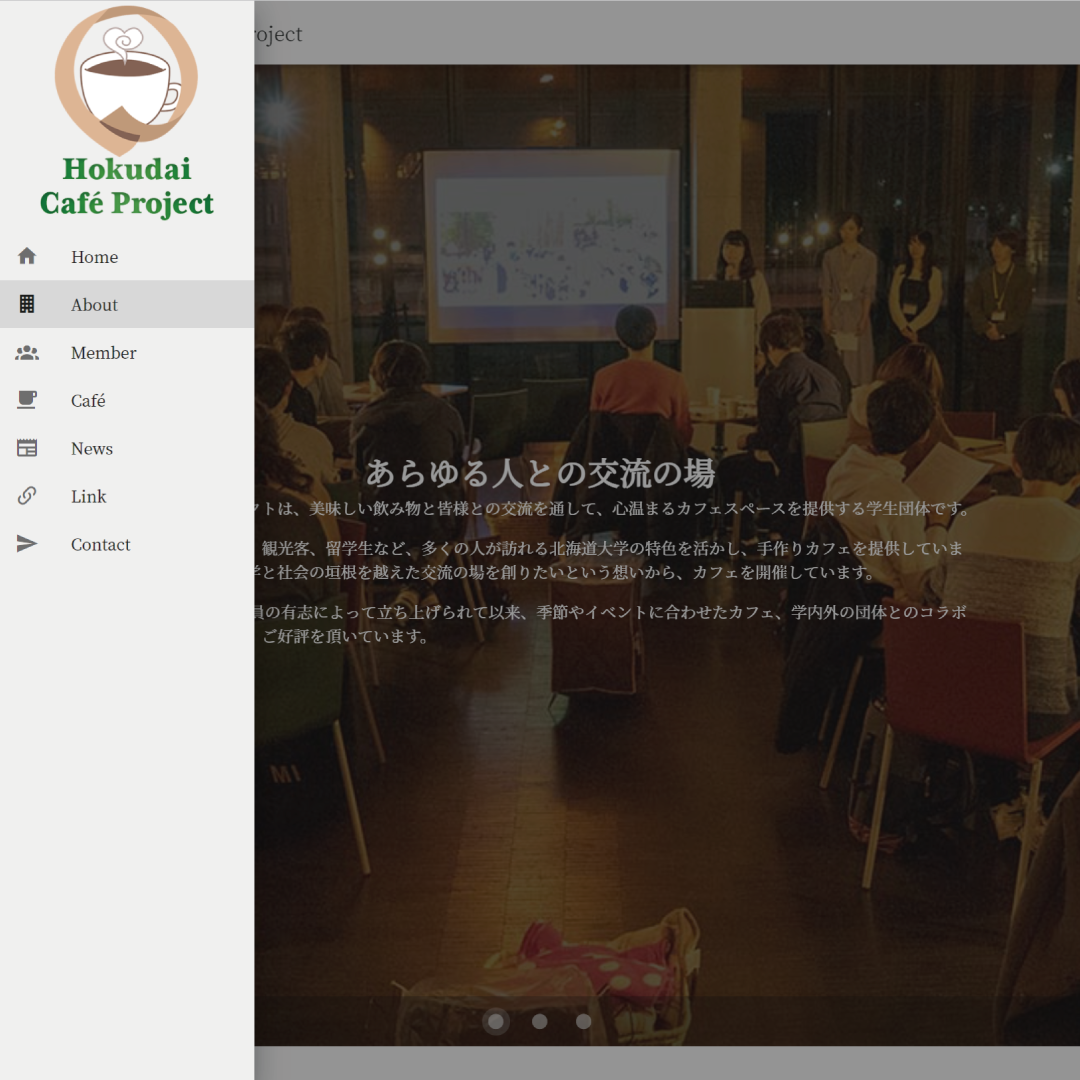 Hokudai
Café Project
Home
About
Member
Café
News
Link
Contact
oject
あらゆる人との交流の場
トは、美味しい飲み物と皆様との交流を通して、心温まるカフェスペースを提供する学生団体です。
観光客、留学生など、多くの人が訪れる北海道大学の特色を活かし、手作りカフェを提供していま
と社会の垣根を越えた交流の場を創りたいという想いから、カフェを開催しています。
員の有志によって立ち上げられて以来、季節やイベントに合わせたカフェ、学内外の団体とのコラボ
ご好評を頂いています。
MI